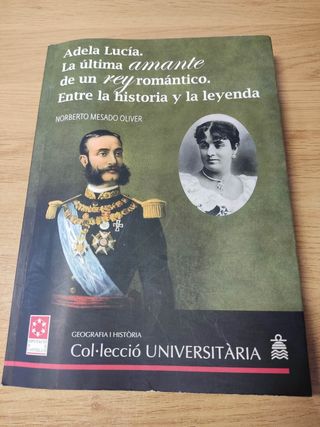 Adela Lucía.
La última amante
de un rey romántico.
Entre la historia y la leyenda
NORBERTO MESADO OLIVER
GEOGRAFIA I HISTÒRIA
Col·lecció UNIVERSITÀRIA